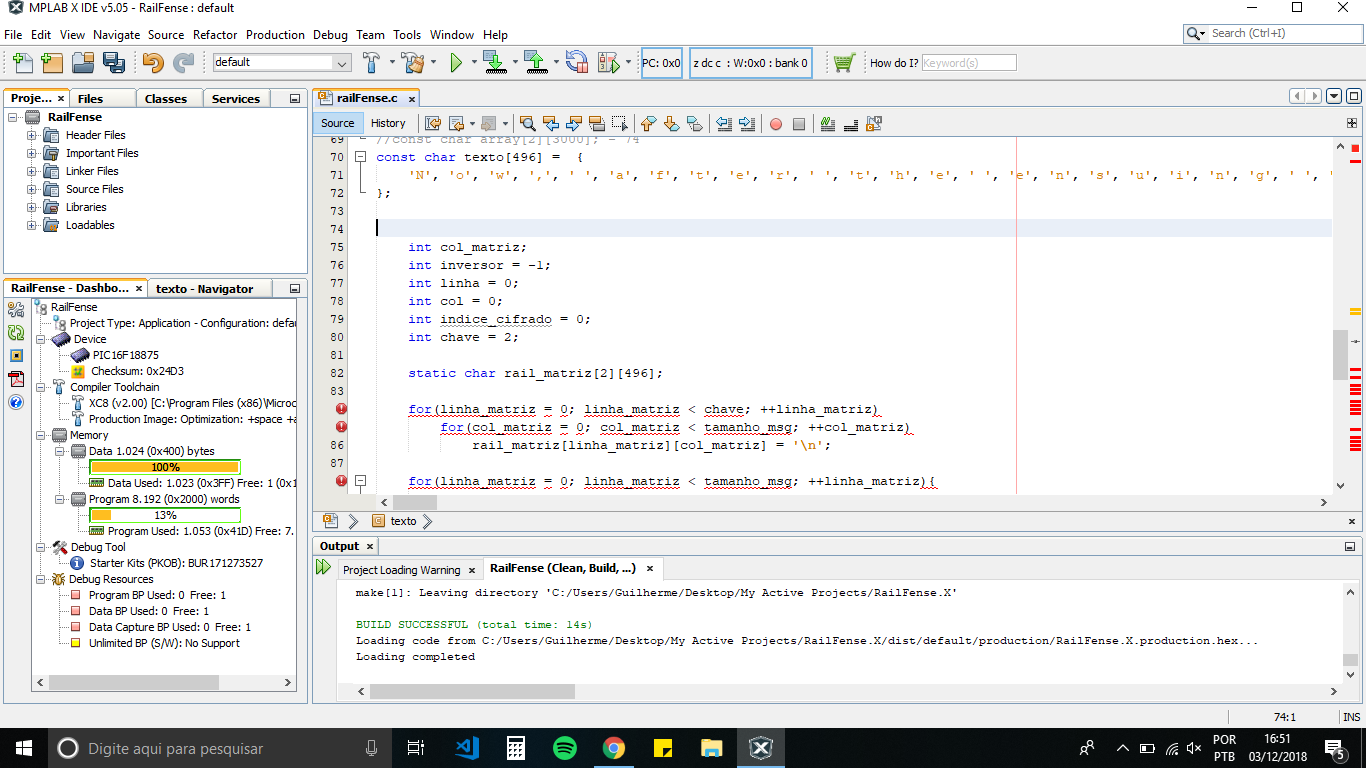 MPLAB X IDE v5.05 - RailFense : default
File Edit View Navigate Source Refactor Production Debug Team Tools Window Help
Search (Ctrl+I)
default
PC: 0x0
z dc c : W:0x0 : bank 0
How do I? Keyword(s)
Proje... × Files Classes Services
RailFense
Header Files
Important Files
Linker Files
Source Files
Libraries
Loadables
RailFense - Dashbo... × texto - Navigator
RailFense
Project Type: Application - Configuration: defau
Device
PIC16F18875
Checksum: 0x24D3
Compiler Toolchain
XC8 (v2.00) [C:\Program Files (x86)\Microc
Production Image: Optimization: +space +a
Memory
Data 1.024 (0x400) bytes
100%
Data Used: 1.023 (0x3FF) Free: 1 (0x1
Program 8.192 (0x2000) words
13%
Program Used: 1.053 (0x41D) Free: 7.
Debug Tool
Starter Kits (PKOB): BUR171273527
Debug Resources
Program BP Used: 0 Free: 1
Data BP Used: 0 Free: 1
Data Capture BP Used: 0 Free: 1
Unlimited BP (S/W): No Support
railFense.c ×
Source History
69 //const char array[2][3000]; - 74
70 const char texto[496] = {
71 'N', 'o', 'w', ',', ' ', 'a', 'f', 't', 'e', 'r', ' ', 't', 'h', 'e', ' ', 'e', 'n', 's', 'u', 'i', 'n', 'g', ' ', '
72 };
73
74
75 int col_matriz;
76 int inversor = -1;
77 int linha = 0;
78 int col = 0;
79 int indice_cifrado = 0;
80 int chave = 2;
81
82 static char rail_matriz[2][496];
83
for(linha_matriz = 0; linha_matriz < chave; ++linha_matriz)
for(col_matriz = 0; col_matriz < tamanho_msg; ++col_matriz)
86 rail_matriz[linha_matriz][col_matriz] = '\n';
87
for(linha_matriz = 0; linha_matriz < tamanho_msg; ++linha_matriz){
texto
Output ×
Project Loading Warning × RailFense (Clean, Build, ...) ×
make[1]: Leaving directory 'C:/Users/Guilherme/Desktop/My Active Projects/RailFense.X'
BUILD SUCCESSFUL (total time: 14s)
Loading code from C:/Users/Guilherme/Desktop/My Active Projects/RailFense.X/dist/default/production/RailFense.X.production.hex...
Loading completed
74:1 INS
Digite aqui para pesquisar
POR
PTB
16:51
03/12/2018
5